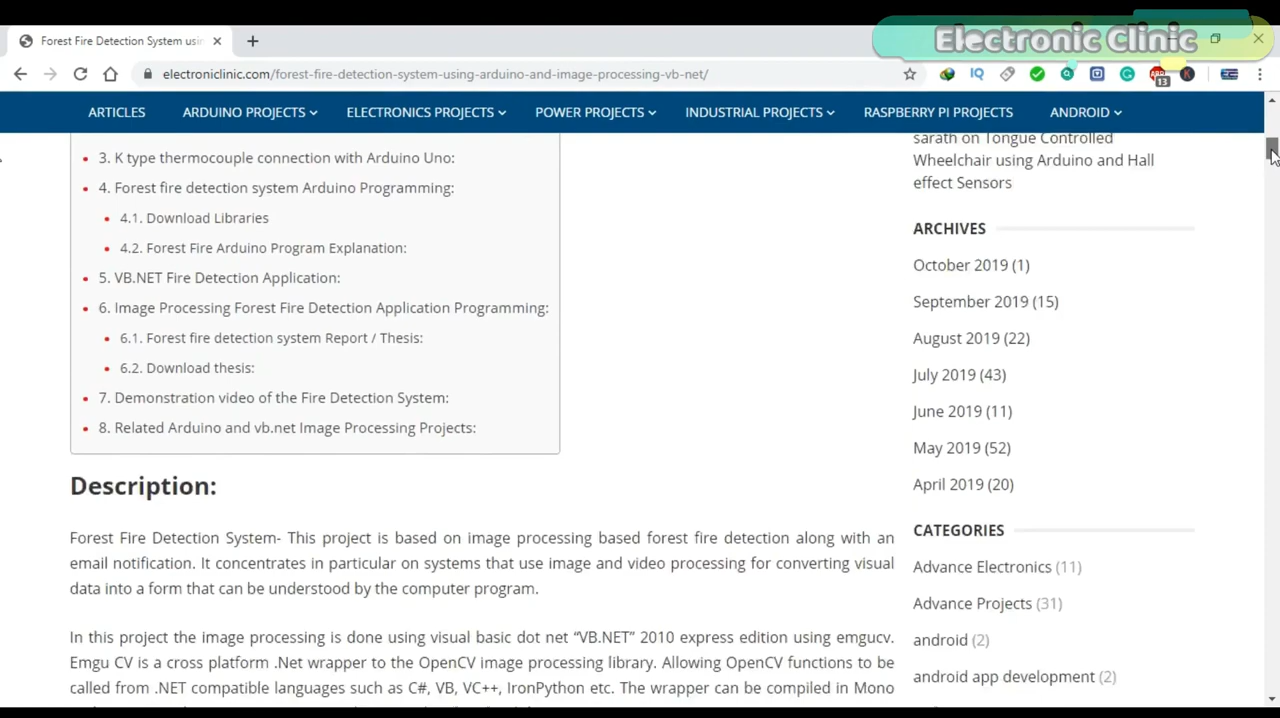 Forest Fire Detection System usin
Electronic Clinic
electroniclinic.com/forest-fire-detection-system-using-arduino-and-image-processing-vb-net/
IQ
13
K
ARTICLES ARDUINO PROJECTS ELECTRONICS PROJECTS POWER PROJECTS INDUSTRIAL PROJECTS RASPBERRY PI PROJECTS ANDROID
3. K type thermocouple connection with Arduino Uno:
4. Forest fire detection system Arduino Programming:
4.1. Download Libraries
4.2. Forest Fire Arduino Program Explanation:
5. VB.NET Fire Detection Application:
6. Image Processing Forest Fire Detection Application Programming:
6.1. Forest fire detection system Report / Thesis:
6.2. Download thesis:
7. Demonstration video of the Fire Detection System:
8. Related Arduino and vb.net Image Processing Projects:
Description:
Forest Fire Detection System- This project is based on image processing based forest fire detection along with an
email notification. It concentrates in particular on systems that use image and video processing for converting visual
data into a form that can be understood by the computer program.
In this project the image processing is done using visual basic dot net “VB.NET” 2010 express edition using emgucv.
Emgu CV is a cross platform .Net wrapper to the OpenCV image processing library. Allowing OpenCV functions to be
called from .NET compatible languages such as C#, VB, VC++, IronPython etc. The wrapper can be compiled in Mono
sarath on Tongue Controlled
Wheelchair using Arduino and Hall
effect Sensors
ARCHIVES
October 2019 (1)
September 2019 (15)
August 2019 (22)
July 2019 (43)
June 2019 (11)
May 2019 (52)
April 2019 (20)
CATEGORIES
Advance Electronics (11)
Advance Projects (31)
android (2)
android app development (2)